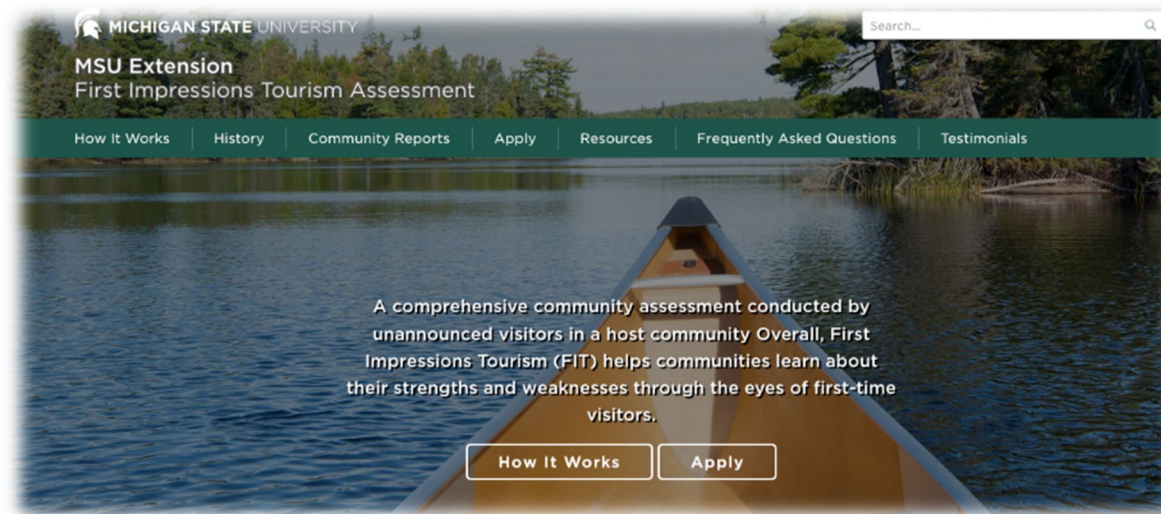 MICHIGAN STATE UNIVERSITY
Search...
MSU Extension
First Impressions Tourism Assessment
How It Works
History
Community Reports
Apply
Resources
Frequently Asked Questions
Testimonials
A comprehensive community assessment conducted by
unannounced visitors in a host community Overall, First
Impressions Tourism (FIT) helps communities learn about
their strengths and weaknesses through the eyes of first-time
visitors.
How It Works
Apply